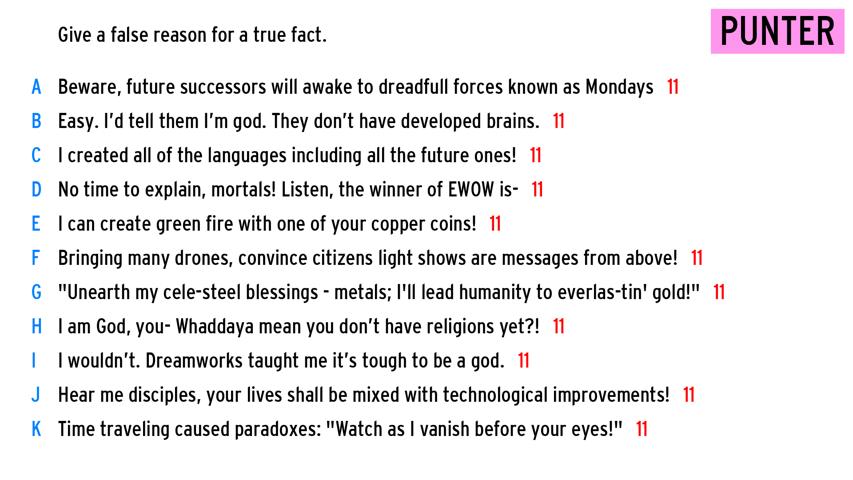 Give a false reason for a true fact.
PUNTER
A Beware, future successors will awake to dreadfull forces known as Mondays 11
B Easy. I'd tell them I'm god. They don't have developed brains. 11
C I created all of the languages including all the future ones! 11
D No time to explain, mortals! Listen, the winner of EWOW is- 11
E I can create green fire with one of your copper coins! 11
F Bringing many drones, convince citizens light shows are messages from above! 11
G "Unearth my cele-steel blessings - metals; I'll lead humanity to everlas-tin' gold!" 11
H I am God, you- Whaddaya mean you don't have religions yet?! 11
I I wouldn't. Dreamworks taught me it's tough to be a god. 11
J Hear me disciples, your lives shall be mixed with technological improvements! 11
K Time traveling caused paradoxes: "Watch as I vanish before your eyes!" 11